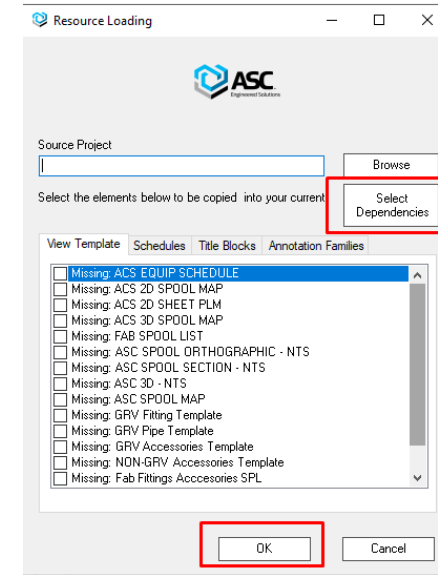 Resource Loading
ASC
Engineered Solutions
Source Project
Browse
Select the elements below to be copied into your current
Select
Dependencies
View Template Schedules Title Blocks Annotation Families
Missing: ACS EQUIP SCHEDULE
Missing: ACS 2D SPOOL MAP
Missing: ACS 2D SHEET PLM
Missing: ACS 3D SPOOL MAP
Missing: FAB SPOOL LIST
Missing: ASC SPOOL ORTHOGRAPHIC - NTS
Missing: ASC SPOOL SECTION - NTS
Missing: ASC 3D - NTS
Missing: ASC SPOOL MAP
Missing: GRV Fitting Template
Missing: GRV Pipe Template
Missing: GRV Accessories Template
Missing: NON-GRV Accessories Template
Missing: Fab Fittings Acccesories SPL
OK Cancel